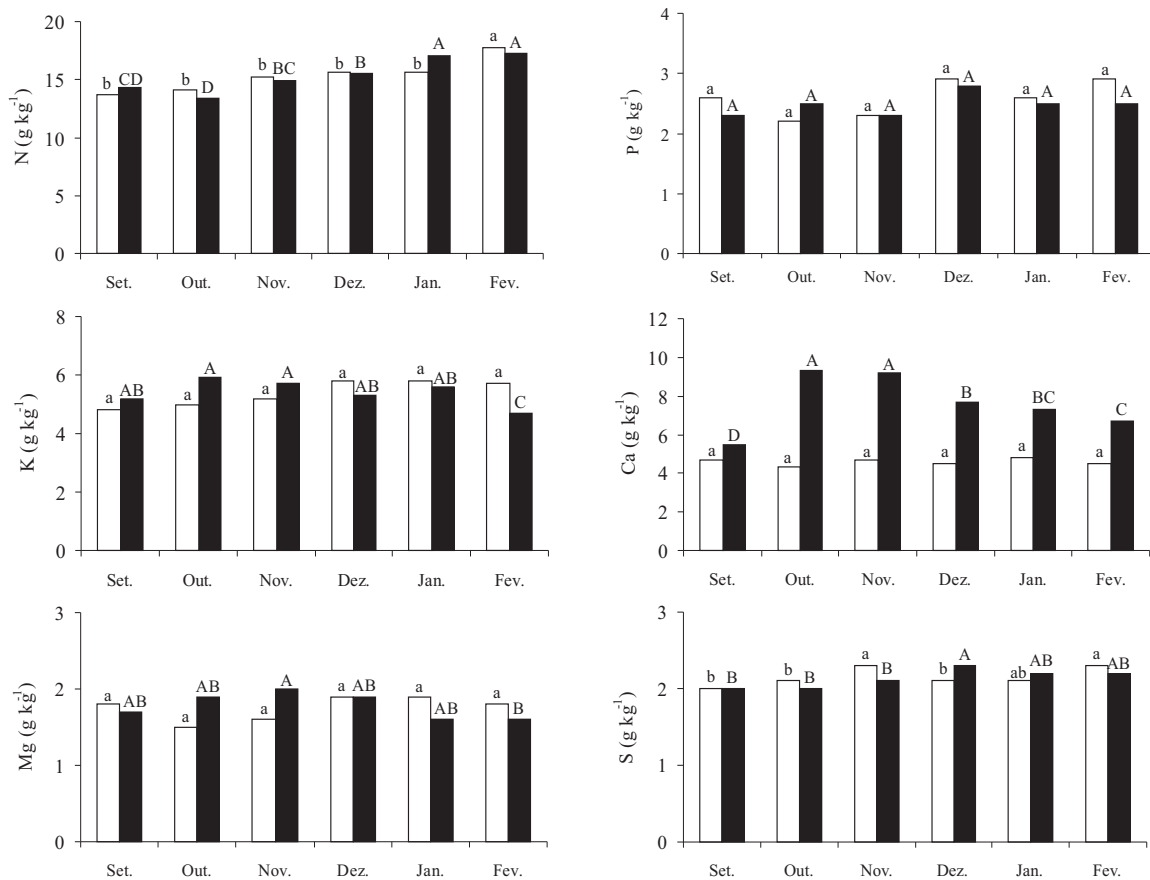 20
15
10
5
0
N (g kg-1)
b CD b D b BC b B b A a A
Set. Out. Nov. Dez. Jan. Fev.
4
3
2
1
0
P (g kg-1)
a A a A a A a A a A a A
Set. Out. Nov. Dez. Jan. Fev.
8
6
4
2
0
K (g kg-1)
a AB a A a A a AB a AB a C
Set. Out. Nov. Dez. Jan. Fev.
12
10
8
6
4
2
0
Ca (g kg-1)
a D a A a A a B a BC a C
Set. Out. Nov. Dez. Jan. Fev.
3
2
1
0
Mg (g kg-1)
a AB a AB a A a AB a AB a B
Set. Out. Nov. Dez. Jan. Fev.
3
2
1
0
S (g kg-1)
b B b B a B b A ab AB a AB
Set. Out. Nov. Dez. Jan. Fev.